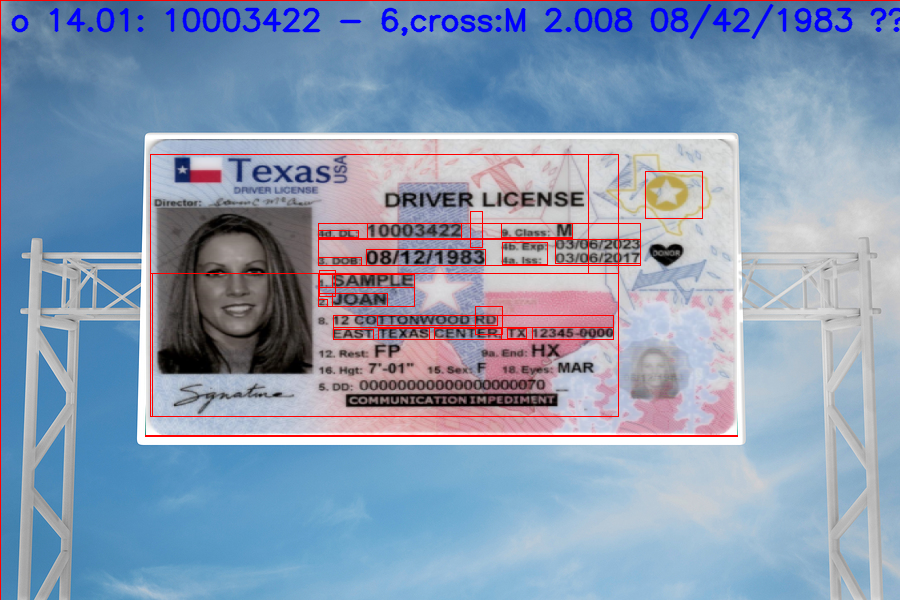 o 14.01: 10003422 - 6,cross:M 2.008 08/42/1983 ??
Texas USA
DRIVER LICENSE
Director:
DRIVER LICENSE
4d. DL: 10003422 9. Class: M
4b. Exp: 03/06/2023
3. DOB: 08/12/1983 4a. Iss: 03/06/2017
DONOR
1. SAMPLE
2. JOAN
8. 12 COTTONWOOD RD
EAST TEXAS CENTER, TX 12345-0000
12. Rest: FP 9a. End: HX
16. Hgt: 7'-01" 15. Sex: F 18. Eyes: MAR
5. DD: 00000000000000000070
Signature
COMMUNICATION IMPEDIMENT